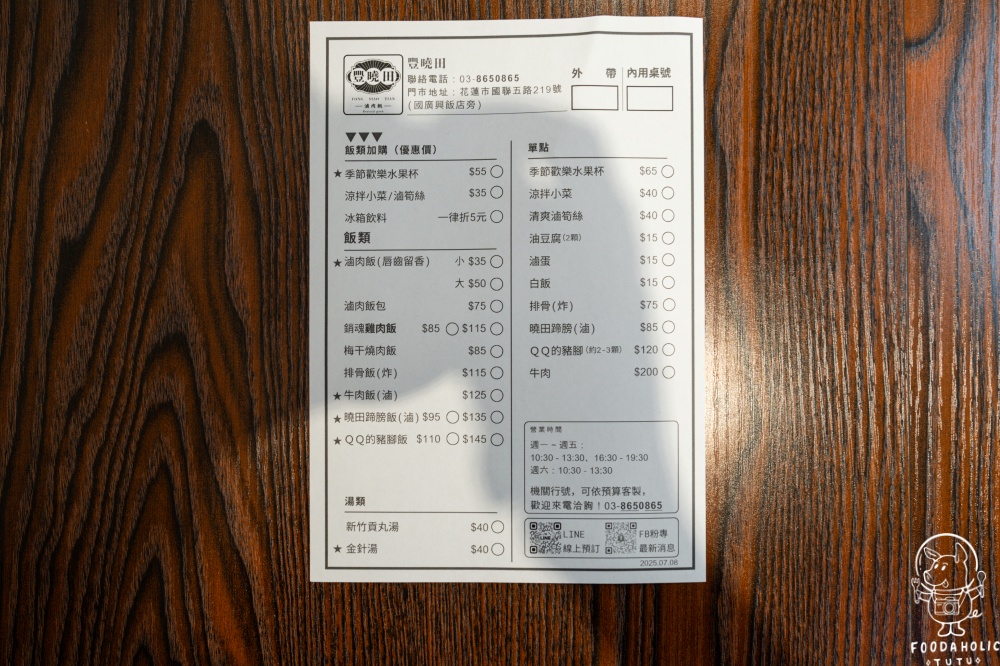 豐曉田
FONG XIAO TIAN
滷肉飯
豐曉田
聯絡電話：03-8650865
門市地址：花蓮市國聯五路219號
(國廣興飯店旁)
外 帶
內用桌號
▼▼▼
飯類加購（優惠價）
★季節歡樂水果杯 $55
涼拌小菜/滷筍絲 $35
冰箱飲料 一律折5元
飯類
★滷肉飯(唇齒留香) 小 $35
大 $50
滷肉飯包 $75
銷魂雞肉飯 $85 $115
梅干燒肉飯 $85
排骨飯(炸) $115
★牛肉飯(滷) $125
★曉田蹄膀飯(滷) $95 $135
★QQ的豬腳飯 $110 $145
湯類
新竹貢丸湯 $40
★金針湯 $40
單點
季節歡樂水果杯 $65
涼拌小菜 $40
清爽滷筍絲 $40
油豆腐(2顆) $15
滷蛋 $15
白飯 $15
排骨(炸) $75
曉田蹄膀(滷) $85
QQ的豬腳(約2-3顆) $120
牛肉 $200
營業時間
週一~週五：
10:30 - 13:30、16:30 - 19:30
週六：10:30 - 13:30
機關行號，可依預算客製，
歡迎來電洽詢！03-8650865
LINE
線上預訂
FB粉專
最新消息
2025.07.08
FOODAHOLIC
TUTU